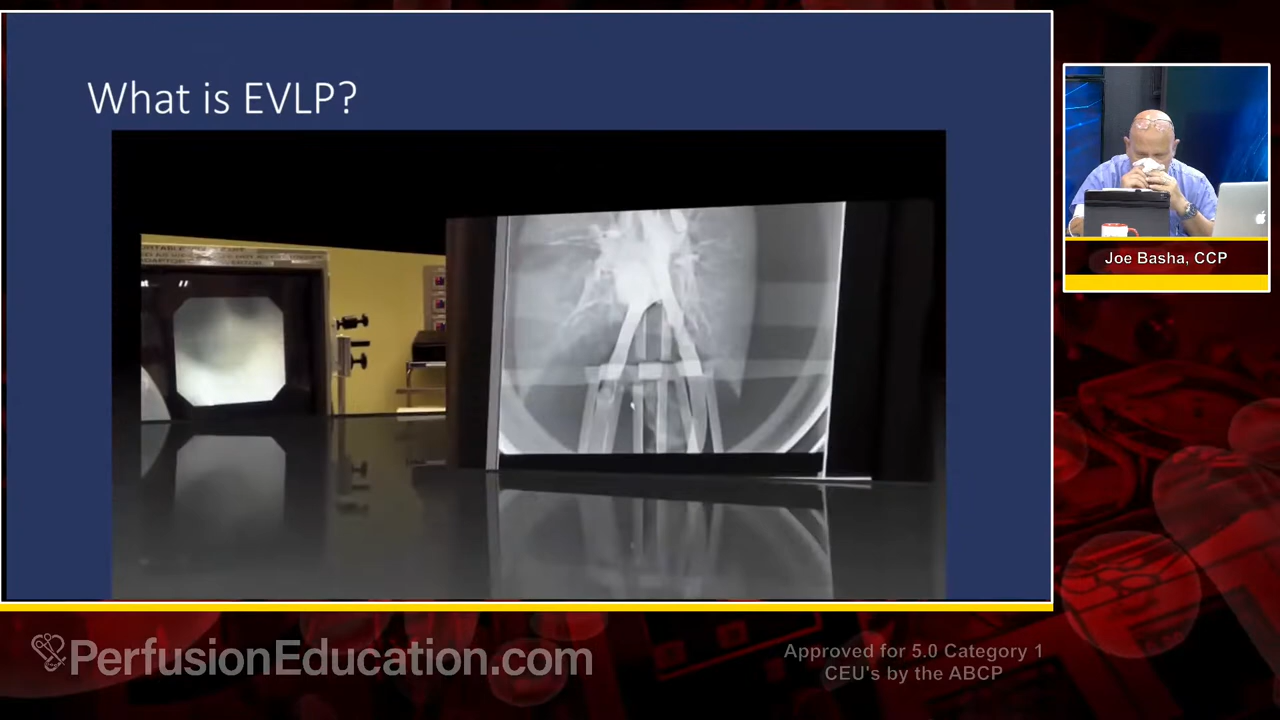 What is EVLP?
Joe Basha, CCP
PerfusionEducation.com
Approved for 5.0 Category 1
CEU's by the ABCP